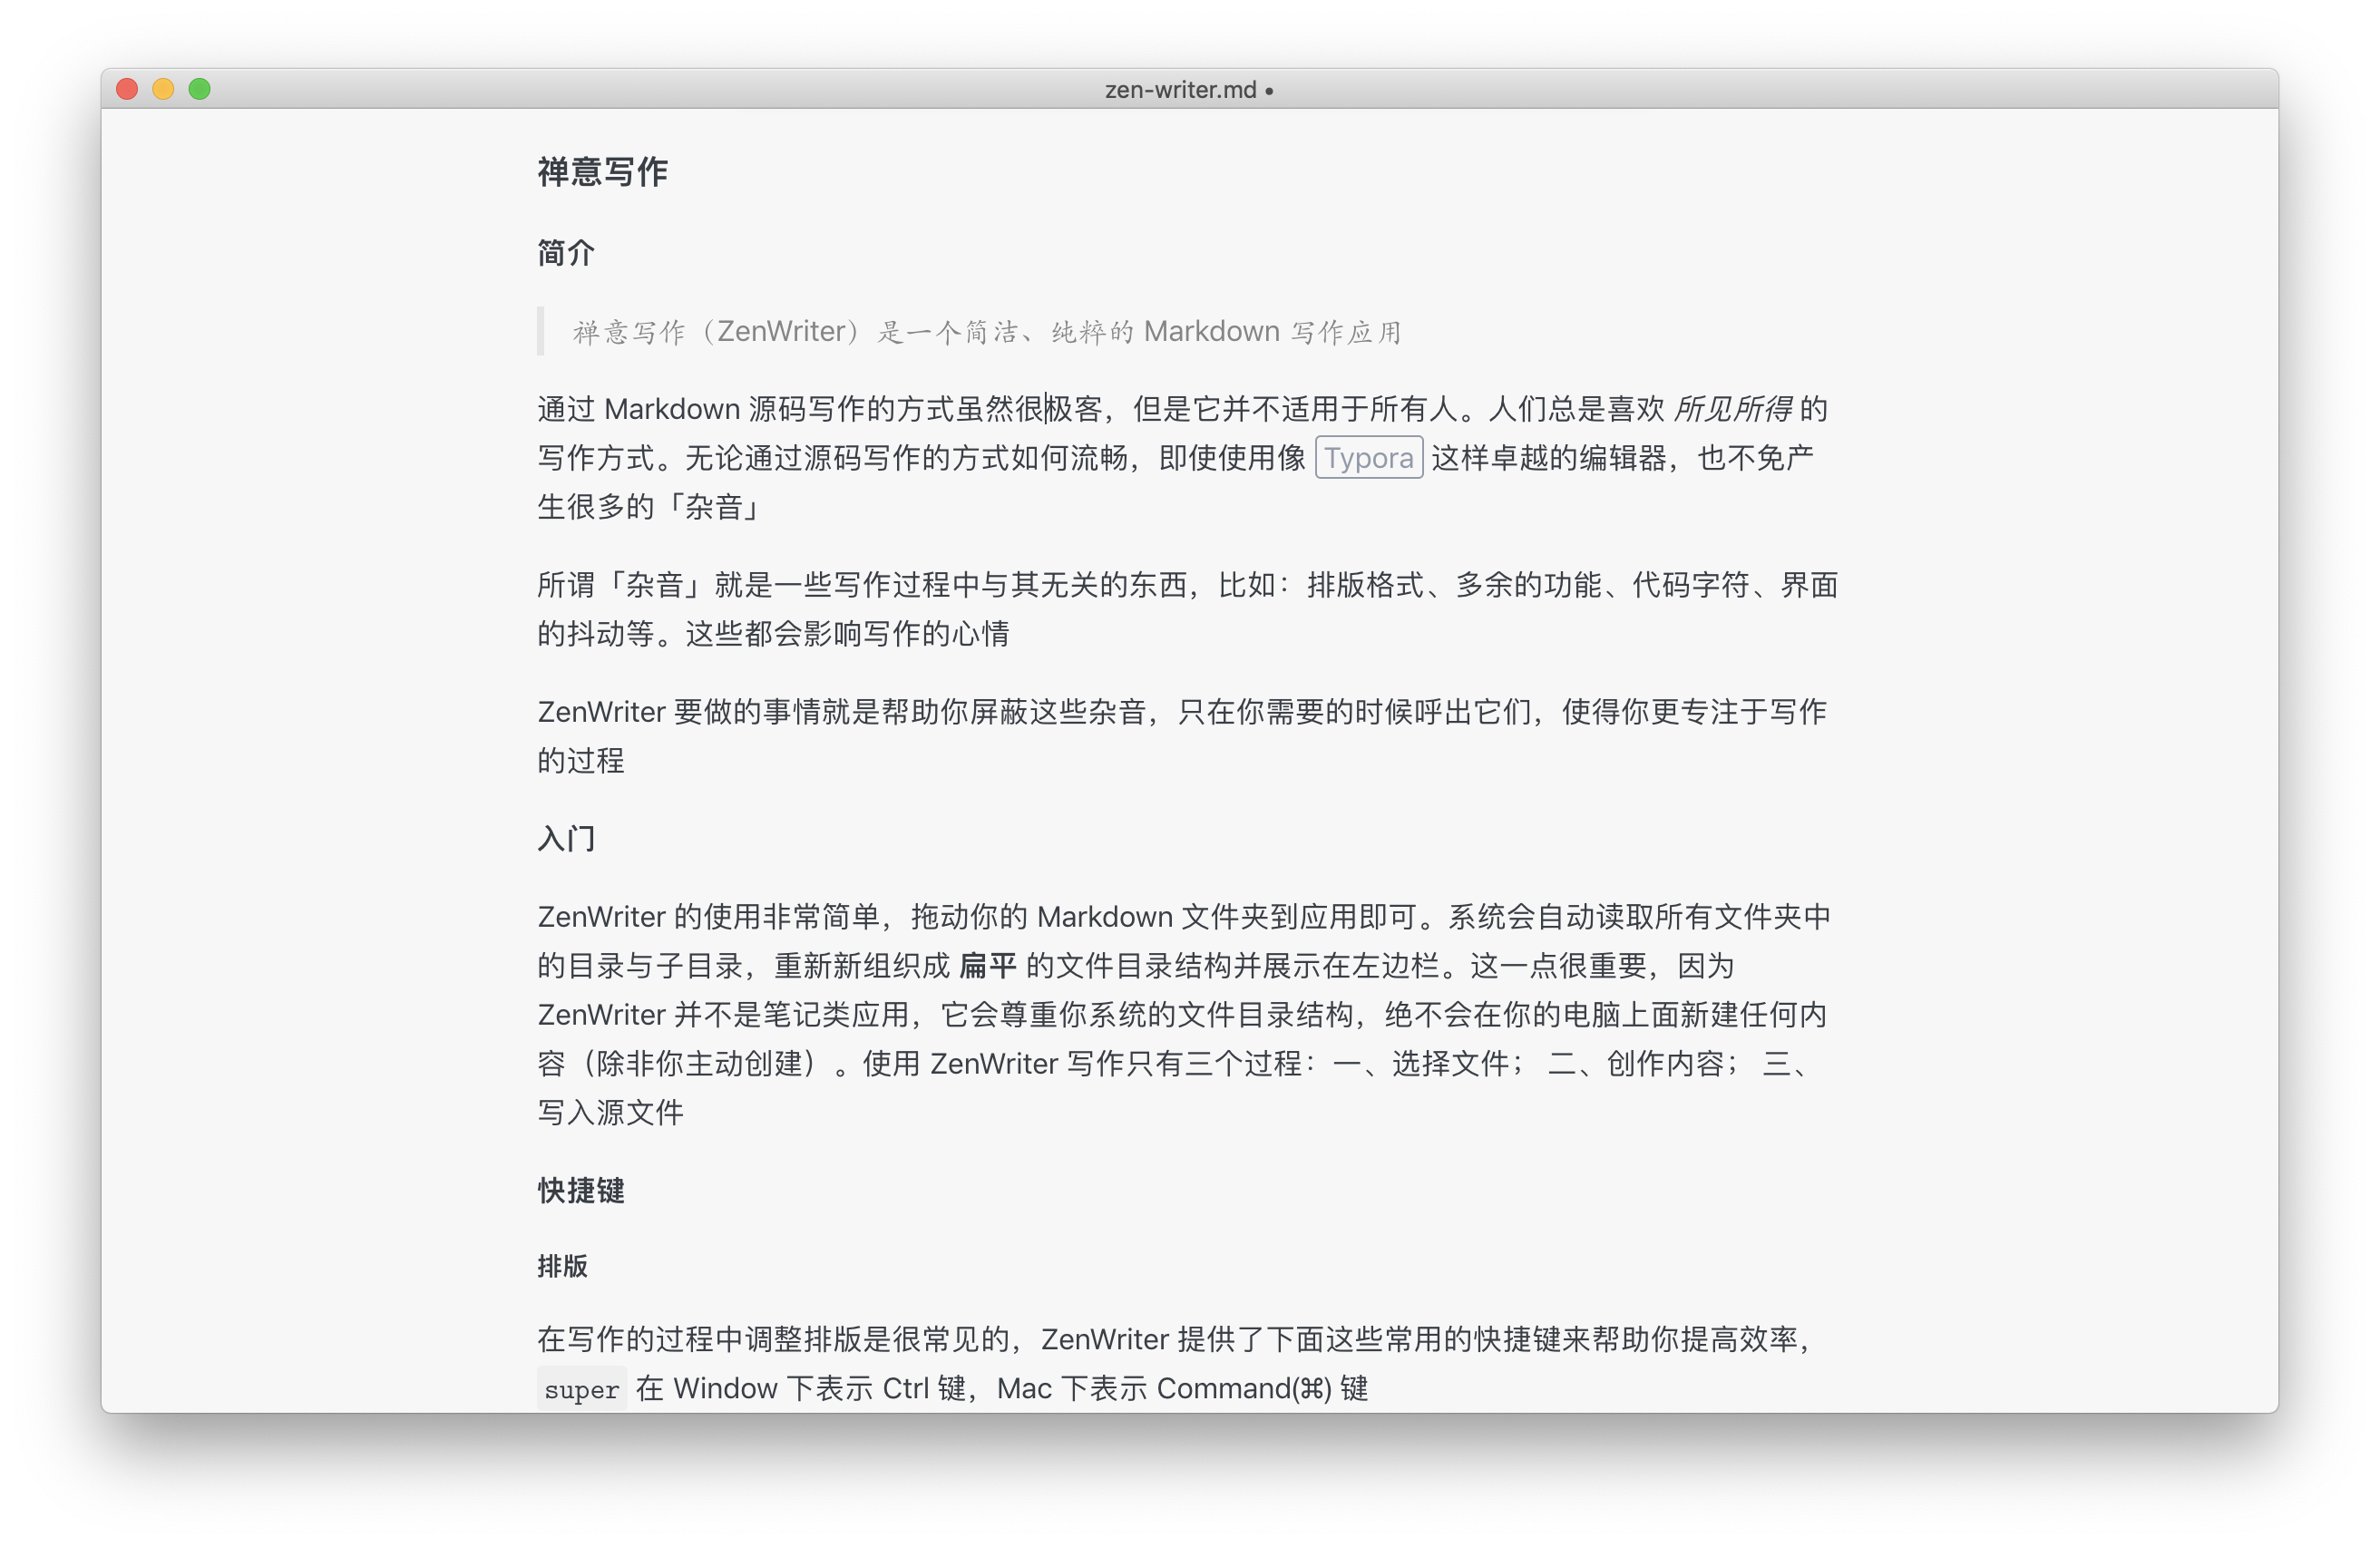 zen-writer.md •
禅意写作
简介
禅意写作（ZenWriter）是一个简洁、纯粹的 Markdown 写作应用
通过 Markdown 源码写作的方式虽然很极客，但是它并不适用于所有人。人们总是喜欢 所见所得 的
写作方式。无论通过源码写作的方式如何流畅，即使使用像 Typora 这样卓越的编辑器，也不免产
生很多的「杂音」
所谓「杂音」就是一些写作过程中与其无关的东西，比如：排版格式、多余的功能、代码字符、界面
的抖动等。这些都会影响写作的心情
ZenWriter 要做的事情就是帮助你屏蔽这些杂音，只在你需要的时候呼出它们，使得你更专注于写作
的过程
入门
ZenWriter 的使用非常简单，拖动你的 Markdown 文件夹到应用即可。系统会自动读取所有文件夹中
的目录与子目录，重新新组织成 扁平 的文件目录结构并展示在左边栏。这一点很重要，因为
ZenWriter 并不是笔记类应用，它会尊重你系统的文件目录结构，绝不会在你的电脑上面新建任何内
容（除非你主动创建）。使用 ZenWriter 写作只有三个过程：一、选择文件； 二、创作内容； 三、
写入源文件
快捷键
排版
在写作的过程中调整排版是很常见的，ZenWriter 提供了下面这些常用的快捷键来帮助你提高效率，
super 在 Window 下表示 Ctrl 键，Mac 下表示 Command(⌘) 键